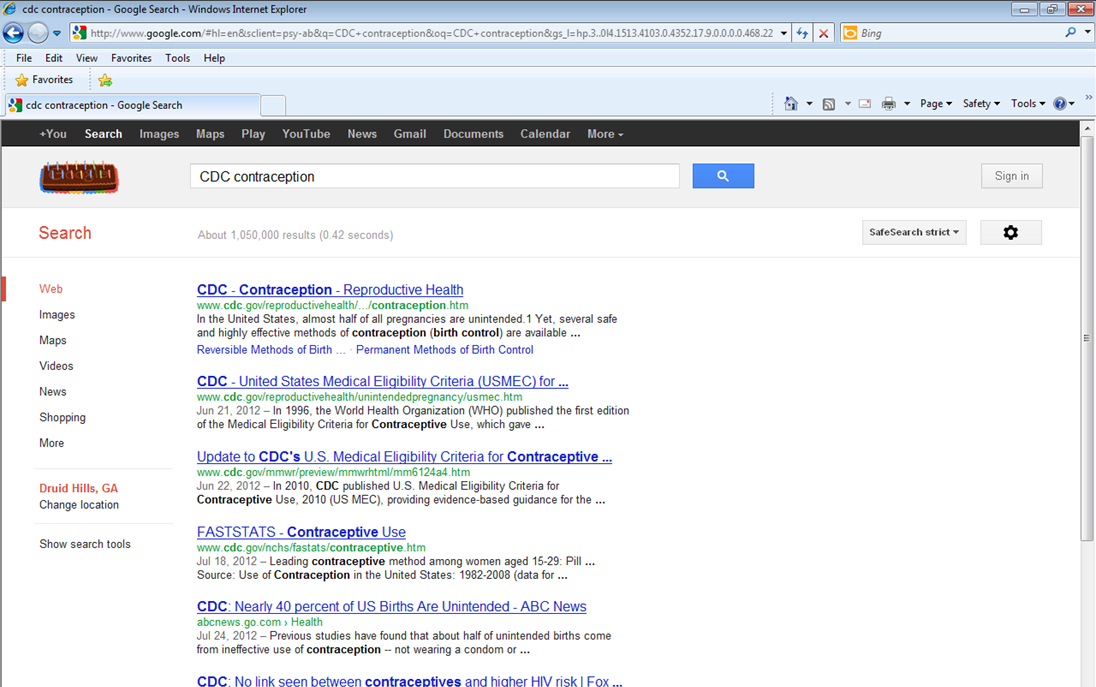 cdc contraception - Google Search - Windows Internet Explorer
http://www.google.com/#hl=en&sclient=psy-ab&q=CDC+contraception&oq=CDC+contraception&gs_l=hp.3..0l4.1513.4103.0.4352.17.9.0.0.0.0.468.22
Bing
File Edit View Favorites Tools Help
Favorites
cdc contraception - Google Search
Page Safety Tools
+You Search Images Maps Play YouTube News Gmail Documents Calendar More
CDC contraception
Sign in
Search
About 1,050,000 results (0.42 seconds)
SafeSearch strict
Web
Images
Maps
Videos
News
Shopping
More
Druid Hills, GA
Change location
Show search tools
CDC - Contraception - Reproductive Health
www.cdc.gov/reproductivehealth/.../contraception.htm
In the United States, almost half of all pregnancies are unintended.1 Yet, several safe
and highly effective methods of contraception (birth control) are available ...
Reversible Methods of Birth ... - Permanent Methods of Birth Control
CDC - United States Medical Eligibility Criteria (USMEC) for ...
www.cdc.gov/reproductivehealth/unintendedpregnancy/usmec.htm
Jun 21, 2012 – In 1996, the World Health Organization (WHO) published the first edition
of the Medical Eligibility Criteria for Contraceptive Use, which gave ...
Update to CDC's U.S. Medical Eligibility Criteria for Contraceptive ...
www.cdc.gov/mmwr/preview/mmwrhtml/mm6124a4.htm
Jun 22, 2012 – In 2010, CDC published U.S. Medical Eligibility Criteria for
Contraceptive Use, 2010 (US MEC), providing evidence-based guidance for the ...
FASTSTATS - Contraceptive Use
www.cdc.gov/nchs/fastats/contraceptive.htm
Jul 18, 2012 – Leading contraceptive method among women aged 15-29: Pill ...
Source: Use of Contraception in the United States: 1982-2008 (data for ...
CDC: Nearly 40 percent of US Births Are Unintended - ABC News
abcnews.go.com › Health
Jul 24, 2012 – Previous studies have found that about half of unintended births come
from ineffective use of contraception -- not wearing a condom or ...
CDC: No link seen between contraceptives and higher HIV risk | Fox ...